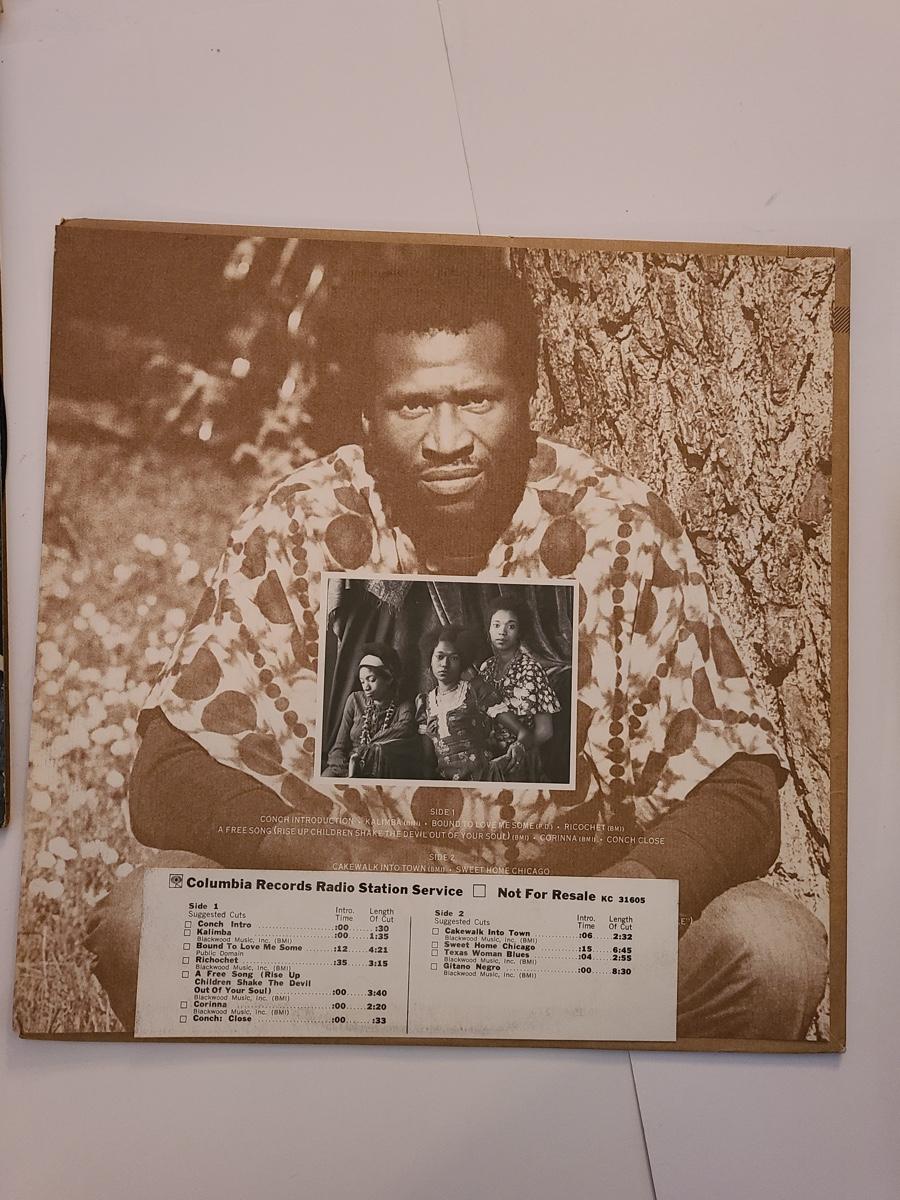 SIDE 1
CONCH INTRODUCTION • KALIMBA (BMI) • BOUND TO LOVE ME SOME (P.D.) • RICOCHET (BMI)
A FREE SONG (RISE UP CHILDREN SHAKE THE DEVIL OUT OF YOUR SOUL) (BMI) • CORINNA (BMI) • CONCH CLOSE
SIDE 2
CAKEWALK INTO TOWN (BMI) • SWEET HOME CHICAGO
E")
Columbia Records Radio Station Service Not For Resale KC 31605
Side 1
Suggested Cuts Intro. Time Length Of Cut
Conch Intro :00 :30
Kalimba :00 1:35
Blackwood Music, Inc. (BMI)
Bound To Love Me Some :12 4:21
Public Domain
Richochet :35 3:15
Blackwood Music, Inc. (BMI)
A Free Song (Rise Up
Children Shake The Devil
Out Of Your Soul) :00 3:40
Blackwood Music, Inc. (BMI)
Corinna :00 2:20
Blackwood Music, Inc. (BMI)
Conch: Close :00 :33
Side 2
Suggested Cuts Intro. Time Length Of Cut
Cakewalk Into Town :06 2:32
Blackwood Music, Inc. (BMI)
Sweet Home Chicago :15 6:45
Texas Woman Blues :04 2:55
Blackwood Music, Inc. (BMI)
Gitano Negro :00 8:30
Blackwood Music, Inc. (BMI)